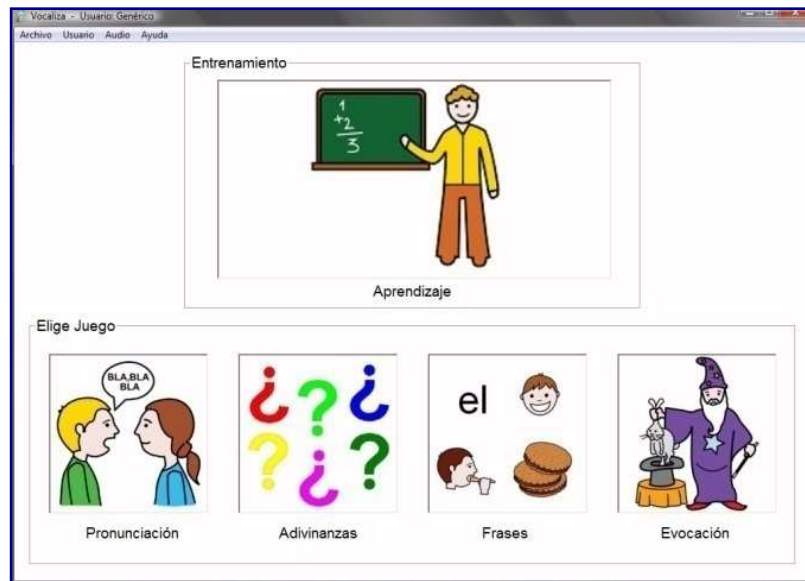 Vocaliza - Usuario: Genérico
Archivo Usuario Audio Ayuda
Entrenamiento
1
+2
3
Aprendizaje
Elige Juego
BLA,BLA
BLA
¿ ? ¿
? ¿ ?
el
Pronunciación Adivinanzas Frases Evocación